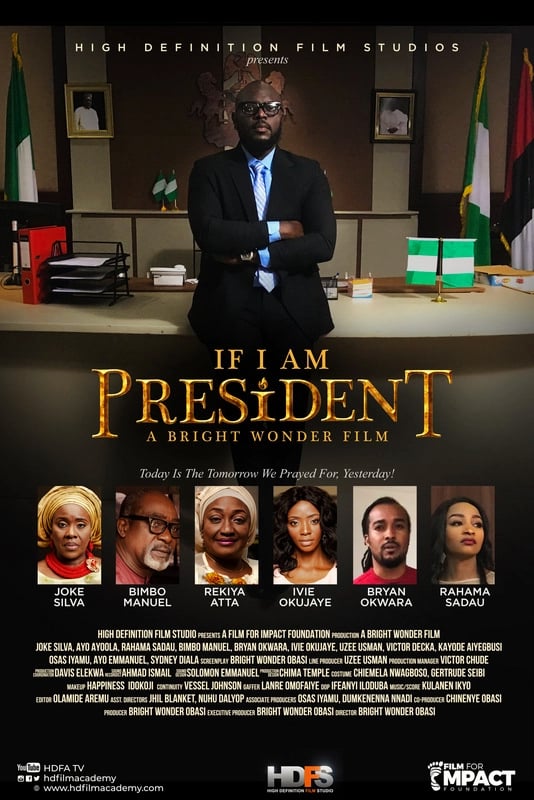 HIGH DEFINITION FILM STUDIOS
presents
IF I AM
PRESiDENT
A BRIGHT WONDER FILM
Today Is The Tomorrow We Prayed For, Yesterday!
JOKE SILVA
BIMBO MANUEL
REKIYA ATTA
IVIE OKUJAYE
BRYAN OKWARA
RAHAMA SADAU
HIGH DEFINITION FILM STUDIO PRESENTS A FILM FOR IMPACT FOUNDATION PRODUCTION A BRIGHT WONDER FILM
JOKE SILVA, AYO AYOOLA, RAHAMA SADAU, BIMBO MANUEL, BRYAN OKWARA, IVIE OKUJAYE, UZEE USMAN, VICTOR DECKA, KAYODE AIYEGBUSI
OSAS IYAMU, AYO EMMANUEL, SYDNEY DIALA SCREENPLAY BRIGHT WONDER OBASI LINE PRODUCER UZEE USMAN PRODUCTION MANAGER VICTOR CHUDE
PRODUCTION COORDINATOR DAVIS ELEKWA AHMAD ISMAIL SOLOMON EMMANUEL PRODUCTION DESIGN CHIMA TEMPLE COSTUME CHIEMELA NWAGBOSO, GERTRUDE SEIBI
MAKEUP HAPPINESS IDOKOJI CONTINUITY VESSEL JOHNSON GAFFER LANRE OMOFAIYE DOP IFEANYI ILODUBA MUSIC/SCORE KULANEN IKYO
EDITOR OLAMIDE AREMU ASST. DIRECTORS JHIL BLANKET, NUHU DALYOP ASSOCIATE PRODUCERS OSAS IYAMU, DUMKENENNA NNADI CO-PRODUCER CHINENYE OBASI
PRODUCER BRIGHT WONDER OBASI EXECUTIVE PRODUCER BRIGHT WONDER OBASI DIRECTOR BRIGHT WONDER OBASI
YouTube HDFA TV
hdfilmacademy
www.hdfilmacademy.com
HDFS
HIGH DEFINITION FILM STUDIO
FILM FOR
IMPACT
FOUNDATION